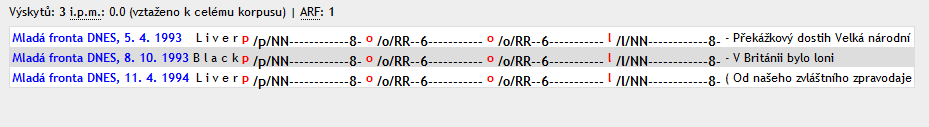 Výskytů: 3 i.p.m.: 0.0 (vztaženo k celému korpusu) | ARF: 1
Mladá fronta DNES, 5. 4. 1993 L i v e r p /p/NN------------8- o /o/RR--6----------- o /o/RR--6----------- l /l/NN------------8- - Překážkový dostih Velká národní
Mladá fronta DNES, 8. 10. 1993 B l a c k p /p/NN------------8- o /o/RR--6----------- o /o/RR--6----------- l /l/NN------------8- - V Británii bylo loni
Mladá fronta DNES, 11. 4. 1994 L i v e r p /p/NN------------8- o /o/RR--6----------- o /o/RR--6----------- l /l/NN------------8- ( Od našeho zvláštního zpravodaje